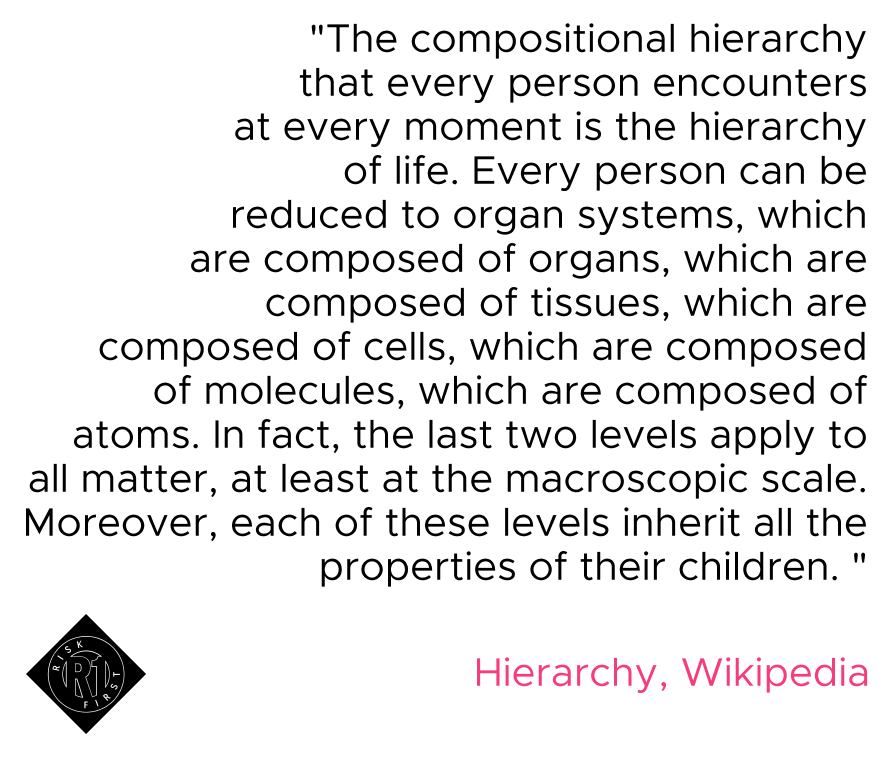 "The compositional hierarchy
that every person encounters
at every moment is the hierarchy
of life. Every person can be
reduced to organ systems, which
are composed of organs, which are
composed of tissues, which are
composed of cells, which are composed
of molecules, which are composed of
atoms. In fact, the last two levels apply to
all matter, at least at the macroscopic scale.
Moreover, each of these levels inherit all the
properties of their children. "
RISK
R1
FIRST
Hierarchy, Wikipedia